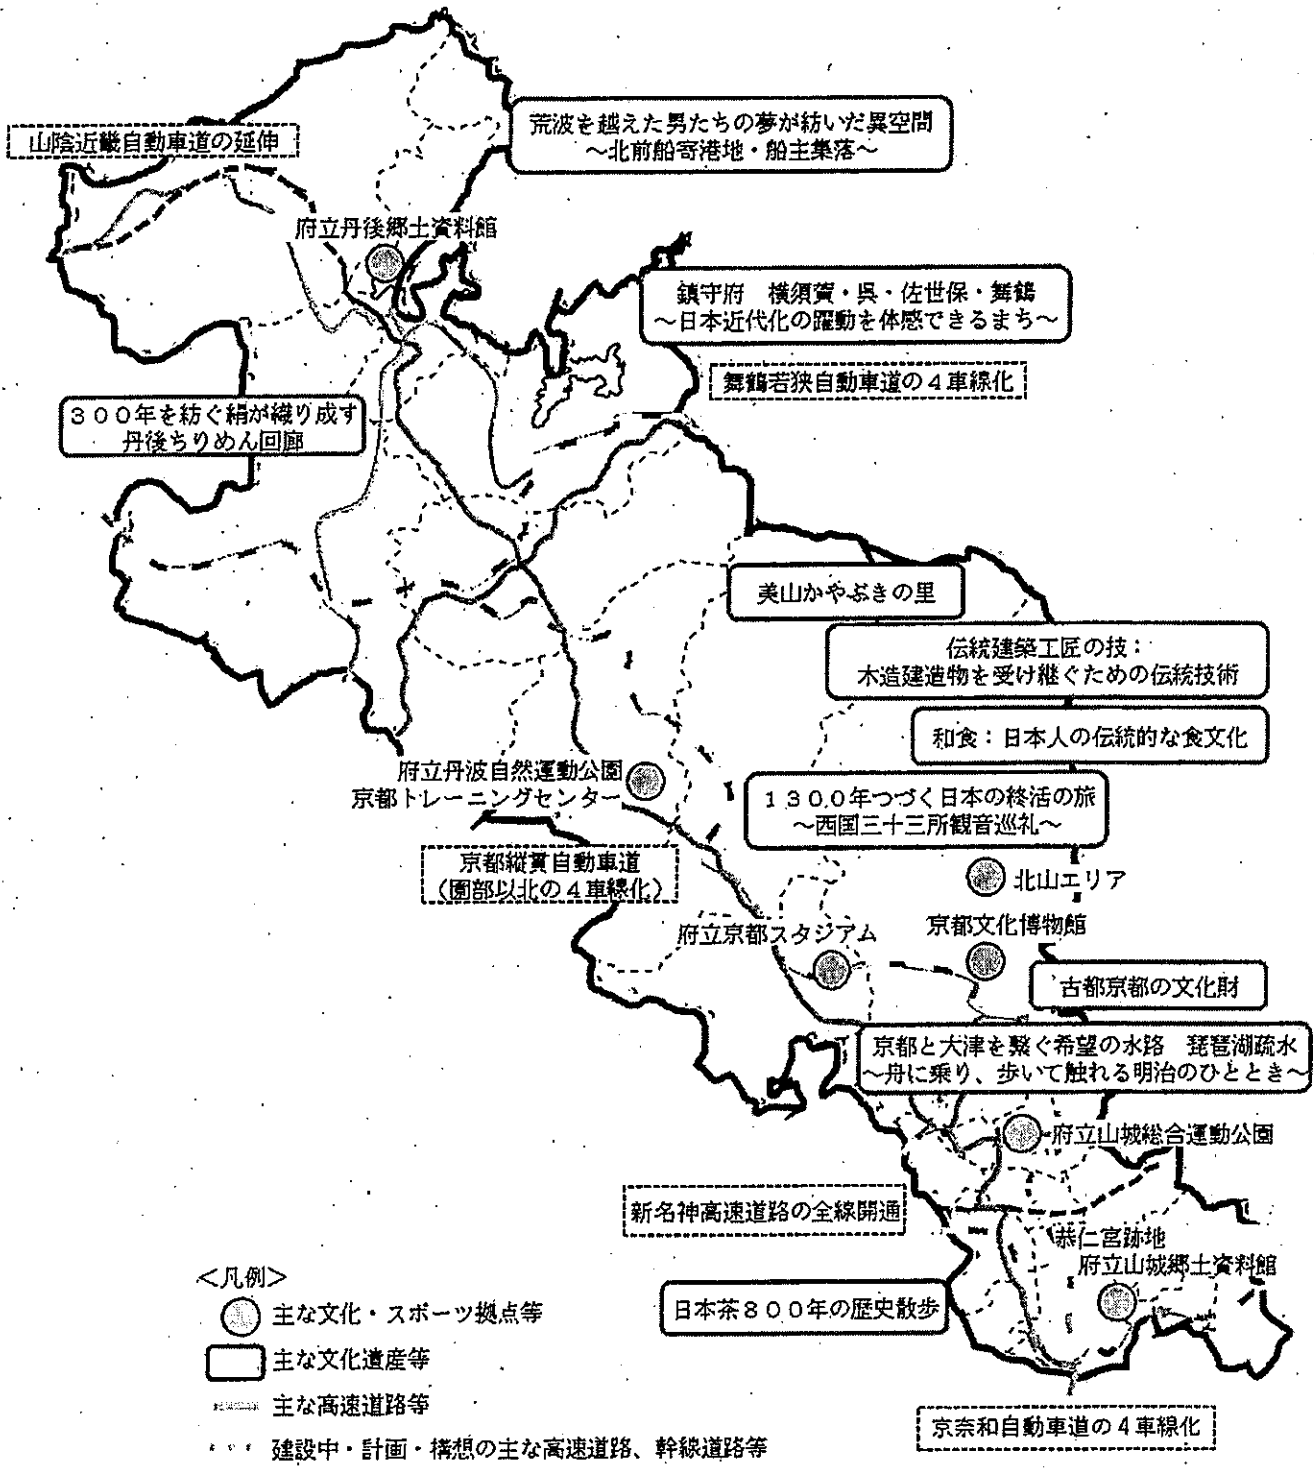 山陰近畿自動車道の延伸
荒波を越えた男たちの夢が紡いだ異空間
～北前船寄港地・船主集落～
府立丹後郷土資料館
鎮守府　横須賀・呉・佐世保・舞鶴
～日本近代化の躍動を体感できるまち～
舞鶴若狭自動車道の４車線化
３００年を紡ぐ絹が織り成す
丹後ちりめん回廊
美山かやぶきの里
伝統建築工匠の技：
木造建造物を受け継ぐための伝統技術
和食：日本人の伝統的な食文化
府立丹波自然運動公園
京都トレーニングセンター
１３００年つづく日本の終活の旅
～西国三十三所観音巡礼～
京都縦貫自動車道
（園部以北の４車線化）
北山エリア
府立京都スタジアム
京都文化博物館
古都京都の文化財
京都と大津を繋ぐ希望の水路　琵琶湖疏水
～舟に乗り、歩いて触れる明治のひととき～
府立山城総合運動公園
新名神高速道路の全線開通
恭仁宮跡地
府立山城郷土資料館
日本茶８００年の歴史散歩
＜凡例＞
主な文化・スポーツ拠点等
主な文化遺産等
主な高速道路等
建設中・計画・構想の主な高速道路、幹線道路等
京奈和自動車道の４車線化